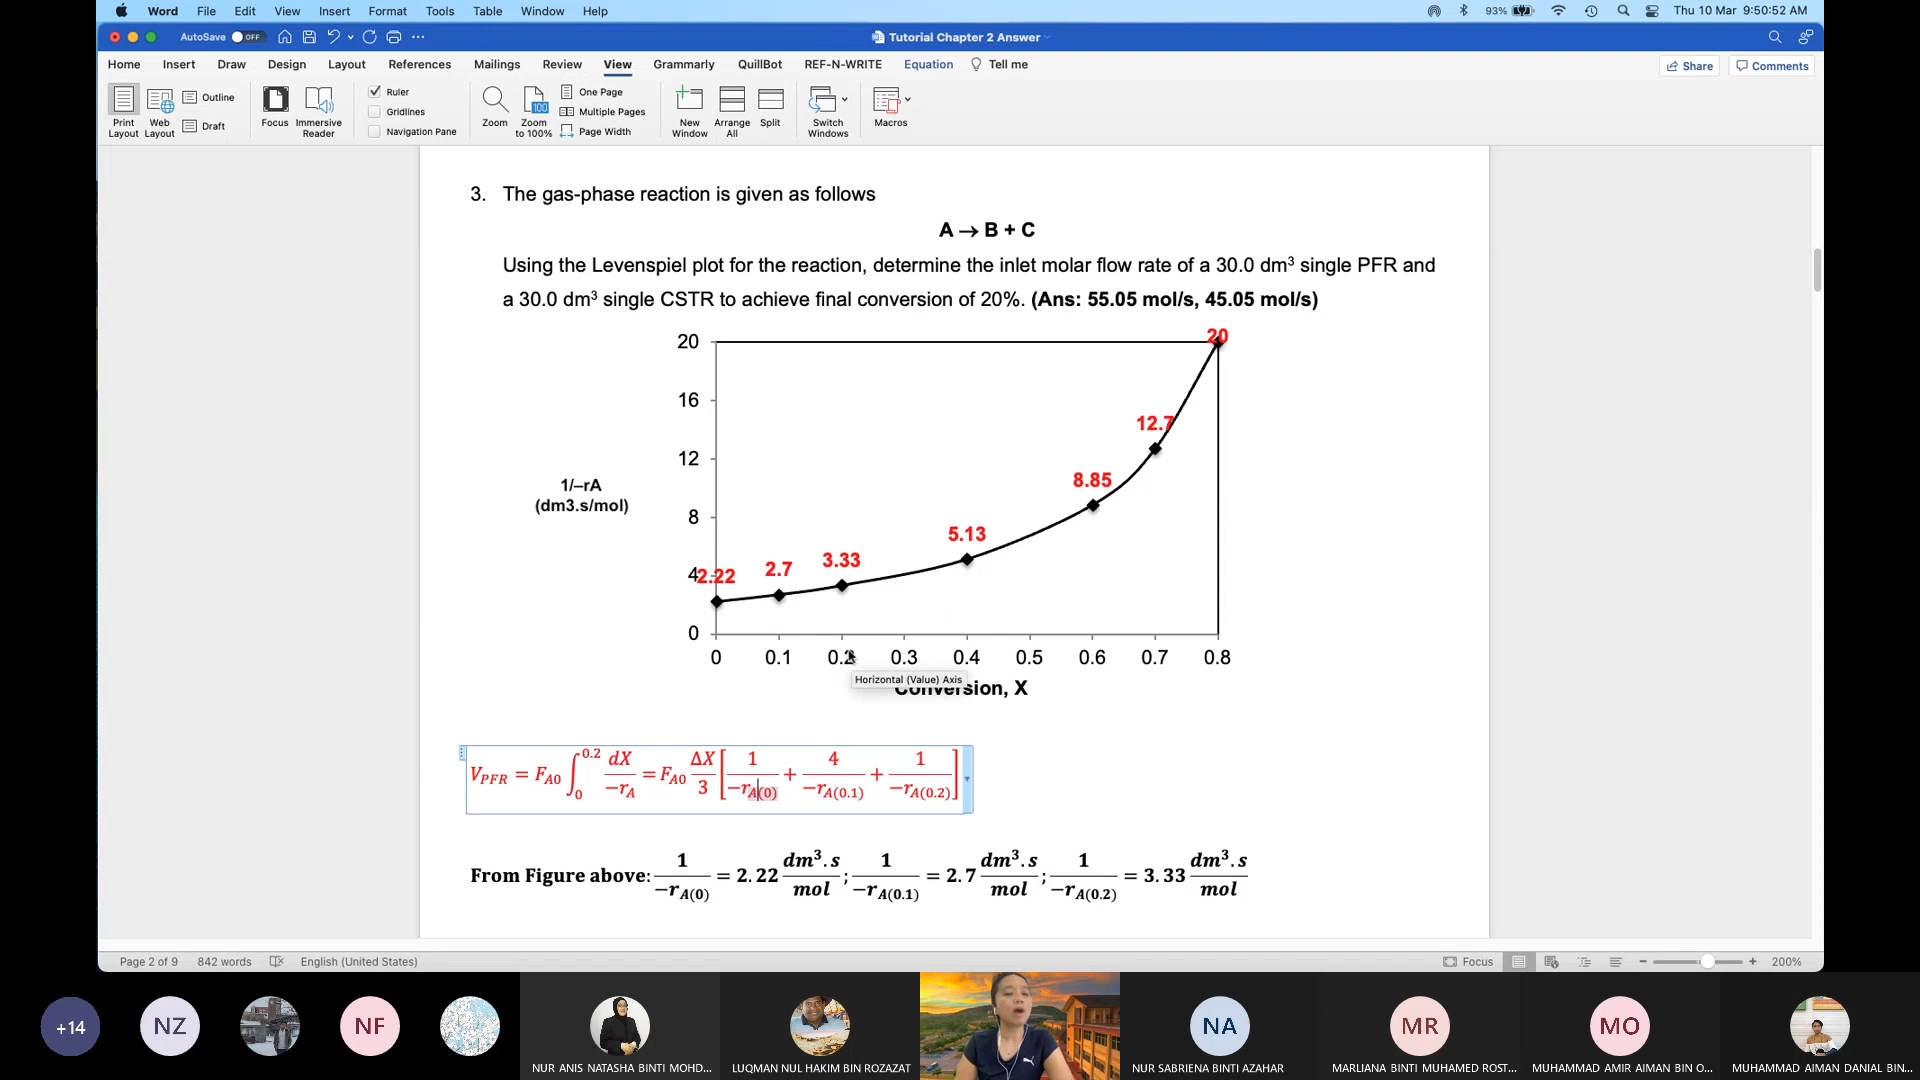 Word File Edit View Insert Format Tools Table Window Help 93% Thu 10 Mar 9:50:52 AM
AutoSave OFF Tutorial Chapter 2 Answer
Home Insert Draw Design Layout References Mailings Review View Grammarly QuillBot REF-N-WRITE Equation Tell me Share Comments
Print Layout
Web Layout
Outline
Draft
Focus
Immersive Reader
Ruler
Gridlines
Navigation Pane
Zoom
Zoom to 100%
100
One Page
Multiple Pages
Page Width
New Window
Arrange All
Split
Switch Windows
Macros
3. The gas-phase reaction is given as follows
A → B + C
Using the Levenspiel plot for the reaction, determine the inlet molar flow rate of a 30.0 dm³ single PFR and
a 30.0 dm³ single CSTR to achieve final conversion of 20%. (Ans: 55.05 mol/s, 45.05 mol/s)
20
16
12
8
4
0
1/–rA
(dm3.s/mol)
2.22 2.7 3.33 5.13 8.85 12.7 20
0 0.1 0.2 0.3 0.4 0.5 0.6 0.7 0.8
Horizontal (Value) Axis
Conversion, X
V_PFR = F_A0 ∫_0^0.2 dX/−r_A = F_A0 ΔX/3 [1/−r_A(0) + 4/−r_A(0.1) + 1/−r_A(0.2)]
From Figure above: 1/−r_A(0) = 2.22 dm³.s/mol ; 1/−r_A(0.1) = 2.7 dm³.s/mol ; 1/−r_A(0.2) = 3.33 dm³.s/mol
Page 2 of 9 842 words English (United States) Focus 200%
+14 NZ NF NA MR MO
NUR ANIS NATASHA BINTI MOHD... LUQMAN NUL HAKIM BIN ROZAZAT NUR SABRIENA BINTI AZAHAR MARLIANA BINTI MUHAMED ROST... MUHAMMAD AMIR AIMAN BIN O... MUHAMMAD AIMAN DANIAL BIN...